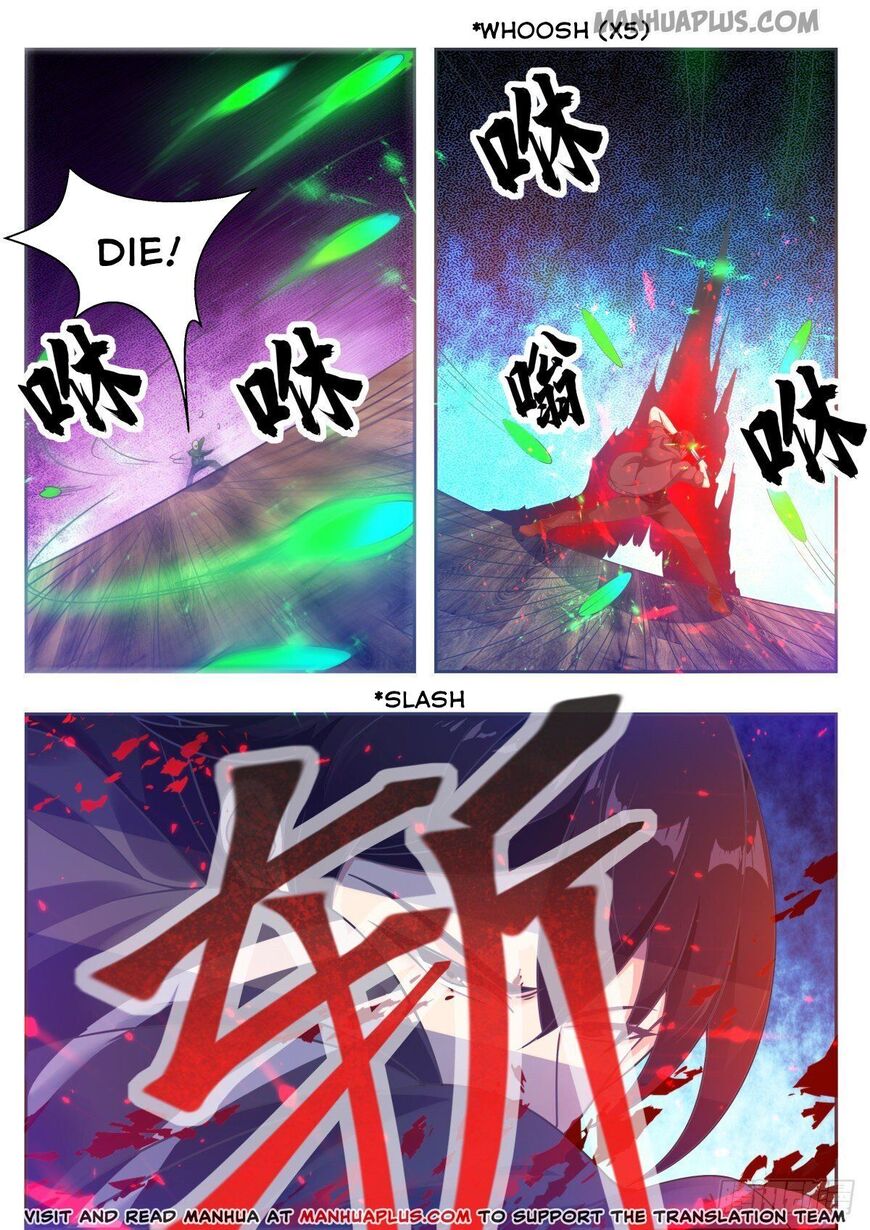 MANHUAPLUS.COM
*WHOOSH (X5)
DIE!
咻
咻
咻
嗡
咻
*SLASH
斩
VISIT AND READ MANHUA AT MANHUAPLUS.COM TO SUPPORT THE TRANSLATION TEAM